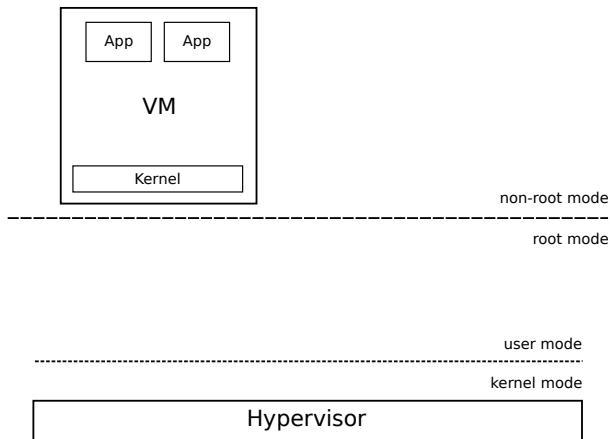 App App
VM
Kernel
non-root mode
root mode
user mode
kernel mode
Hypervisor